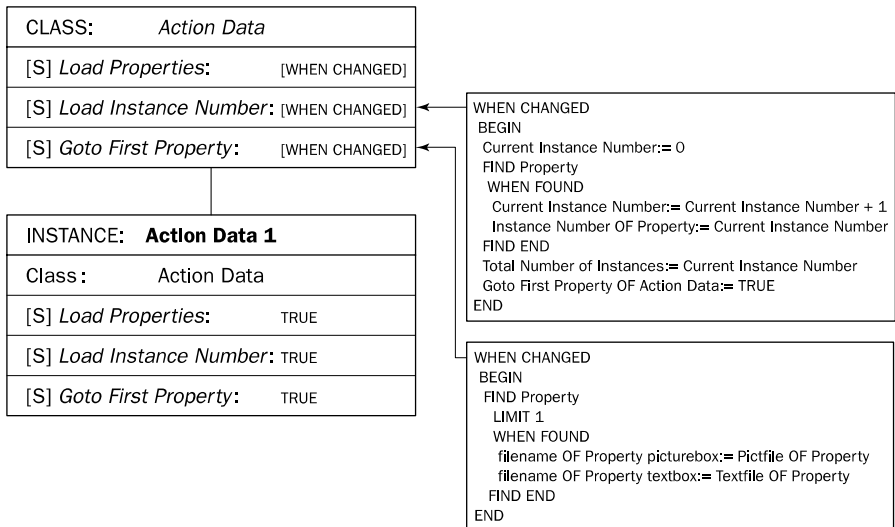 CLASS: Action Data
[S] Load Properties: [WHEN CHANGED]
[S] Load Instance Number: [WHEN CHANGED]
[S] Goto First Property: [WHEN CHANGED]
INSTANCE: Action Data 1
Class: Action Data
[S] Load Properties: TRUE
[S] Load Instance Number: TRUE
[S] Goto First Property: TRUE
WHEN CHANGED
BEGIN
Current Instance Number:= 0
FIND Property
WHEN FOUND
Current Instance Number:= Current Instance Number + 1
Instance Number OF Property:= Current Instance Number
FIND END
Total Number of Instances:= Current Instance Number
Goto First Property OF Action Data:= TRUE
END
WHEN CHANGED
BEGIN
FIND Property
LIMIT 1
WHEN FOUND
filename OF Property picturebox:= Pictfile OF Property
filename OF Property textbox:= Textfile OF Property
FIND END
END